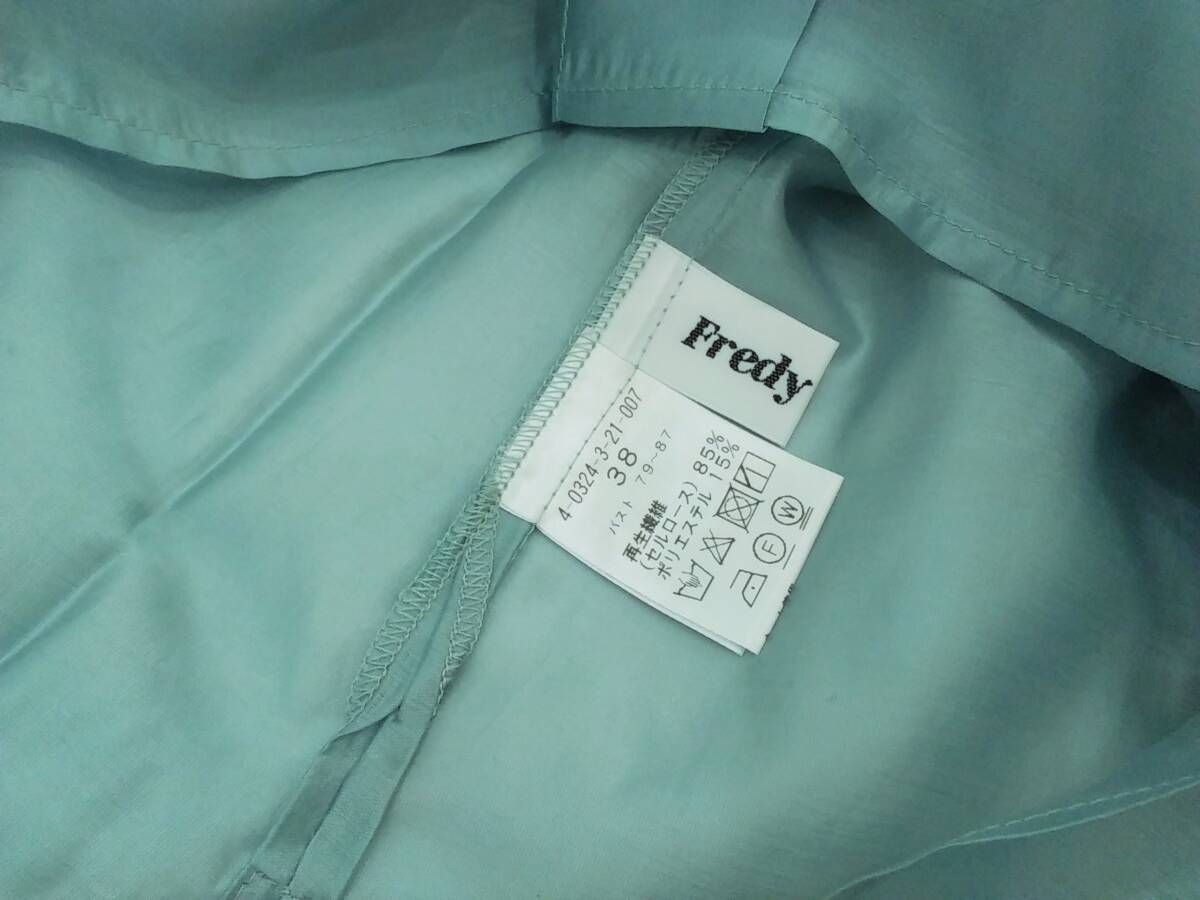 Fredy
4-0324-3-21-007
38
バスト 79~87
再生繊維
(セルロース) 85%
ポリエステル 15%
F
W